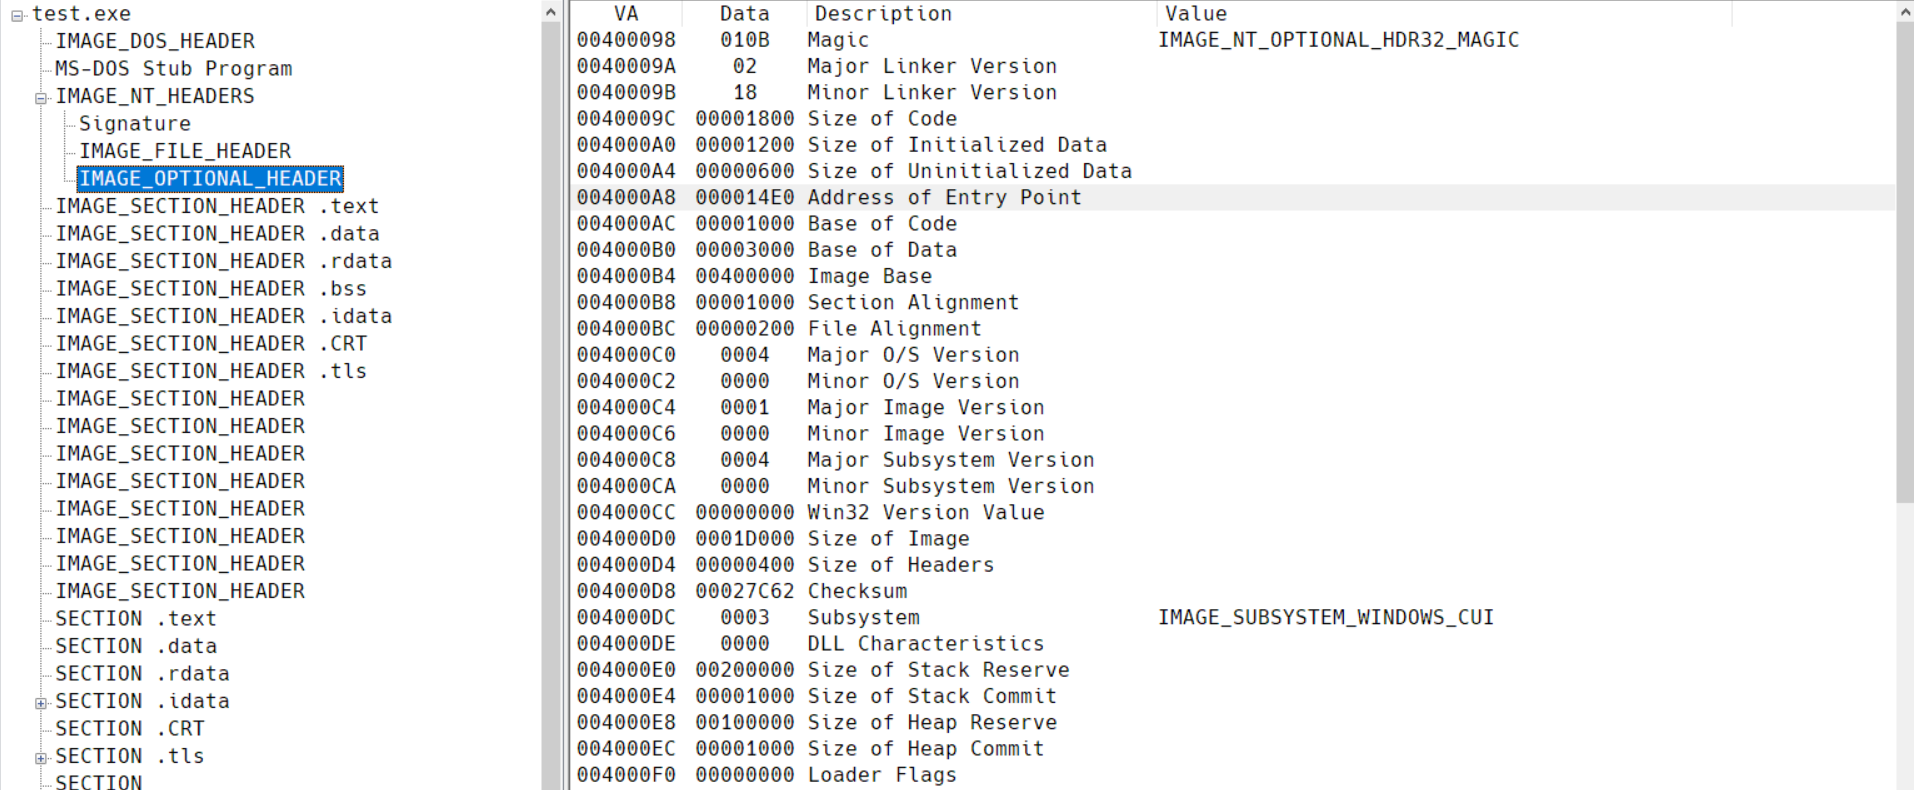 test.exe
IMAGE_DOS_HEADER
MS-DOS Stub Program
IMAGE_NT_HEADERS
Signature
IMAGE_FILE_HEADER
IMAGE_OPTIONAL_HEADER
IMAGE_SECTION_HEADER .text
IMAGE_SECTION_HEADER .data
IMAGE_SECTION_HEADER .rdata
IMAGE_SECTION_HEADER .bss
IMAGE_SECTION_HEADER .idata
IMAGE_SECTION_HEADER .CRT
IMAGE_SECTION_HEADER .tls
IMAGE_SECTION_HEADER
IMAGE_SECTION_HEADER
IMAGE_SECTION_HEADER
IMAGE_SECTION_HEADER
IMAGE_SECTION_HEADER
IMAGE_SECTION_HEADER
IMAGE_SECTION_HEADER
IMAGE_SECTION_HEADER
SECTION .text
SECTION .data
SECTION .rdata
SECTION .idata
SECTION .CRT
SECTION .tls
SECTION
VA Data Description Value
00400098 010B Magic IMAGE_NT_OPTIONAL_HDR32_MAGIC
0040009A 02 Major Linker Version
0040009B 18 Minor Linker Version
0040009C 00001800 Size of Code
004000A0 00001200 Size of Initialized Data
004000A4 00000600 Size of Uninitialized Data
004000A8 000014E0 Address of Entry Point
004000AC 00001000 Base of Code
004000B0 00003000 Base of Data
004000B4 00400000 Image Base
004000B8 00001000 Section Alignment
004000BC 00000200 File Alignment
004000C0 0004 Major O/S Version
004000C2 0000 Minor O/S Version
004000C4 0001 Major Image Version
004000C6 0000 Minor Image Version
004000C8 0004 Major Subsystem Version
004000CA 0000 Minor Subsystem Version
004000CC 00000000 Win32 Version Value
004000D0 0001D000 Size of Image
004000D4 00000400 Size of Headers
004000D8 00027C62 Checksum
004000DC 0003 Subsystem IMAGE_SUBSYSTEM_WINDOWS_CUI
004000DE 0000 DLL Characteristics
004000E0 00200000 Size of Stack Reserve
004000E4 00001000 Size of Stack Commit
004000E8 00100000 Size of Heap Reserve
004000EC 00001000 Size of Heap Commit
004000F0 00000000 Loader Flags